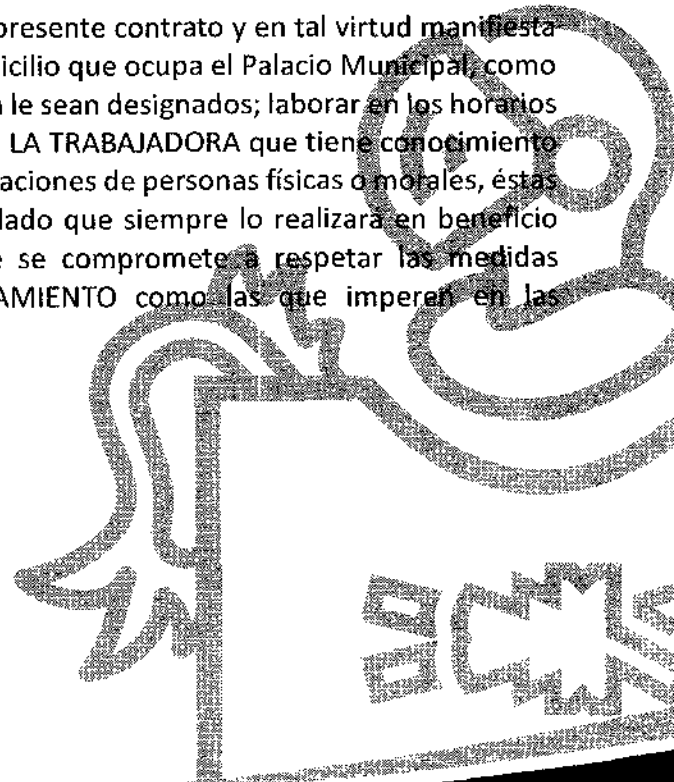 presente contrato y en tal virtud manifiesta
icilio que ocupa el Palacio Municipal, como
le sean designados; laborar en los horarios
LA TRABAJADORA que tiene conocimiento
aciones de personas físicas o morales, éstas
lado que siempre lo realizará en beneficio
se compromete a respetar las medidas
AMIENTO como las que imperen en las